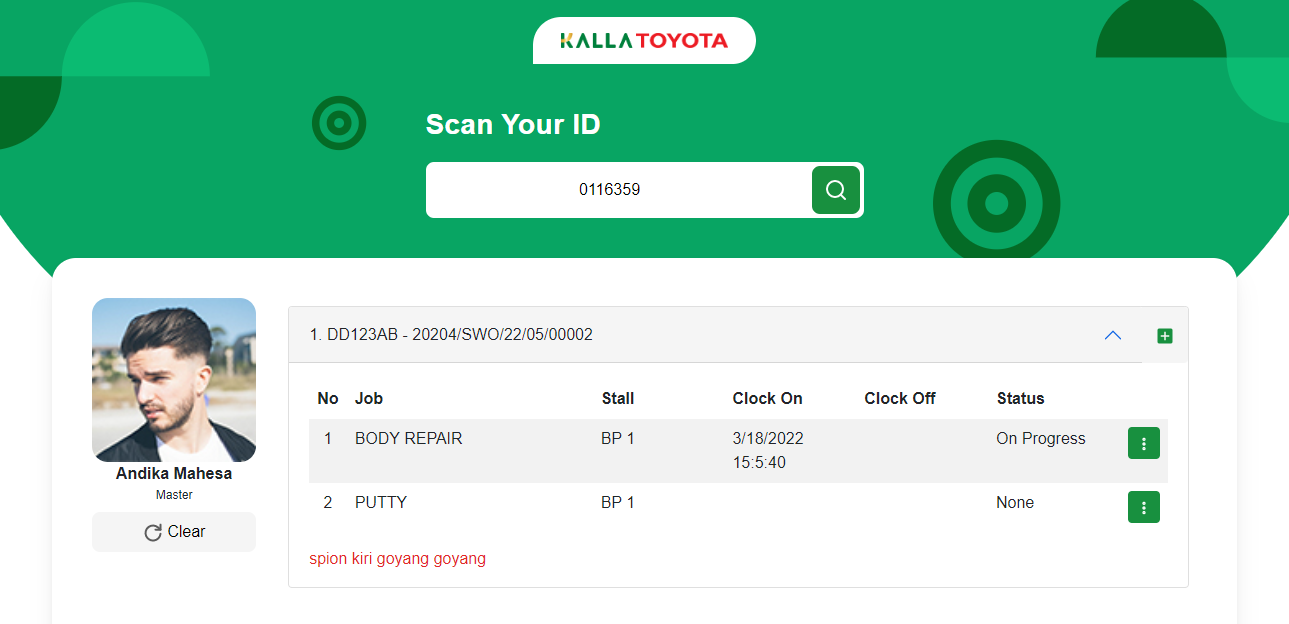 KALLA TOYOTA
Scan Your ID
0116359
1. DD123AB - 20204/SWO/22/05/00002
No Job Stall Clock On Clock Off Status
1 BODY REPAIR BP 1 3/18/2022 On Progress
15:5:40
2 PUTTY BP 1 None
spion kiri goyang goyang
Andika Mahesa
Master
Clear